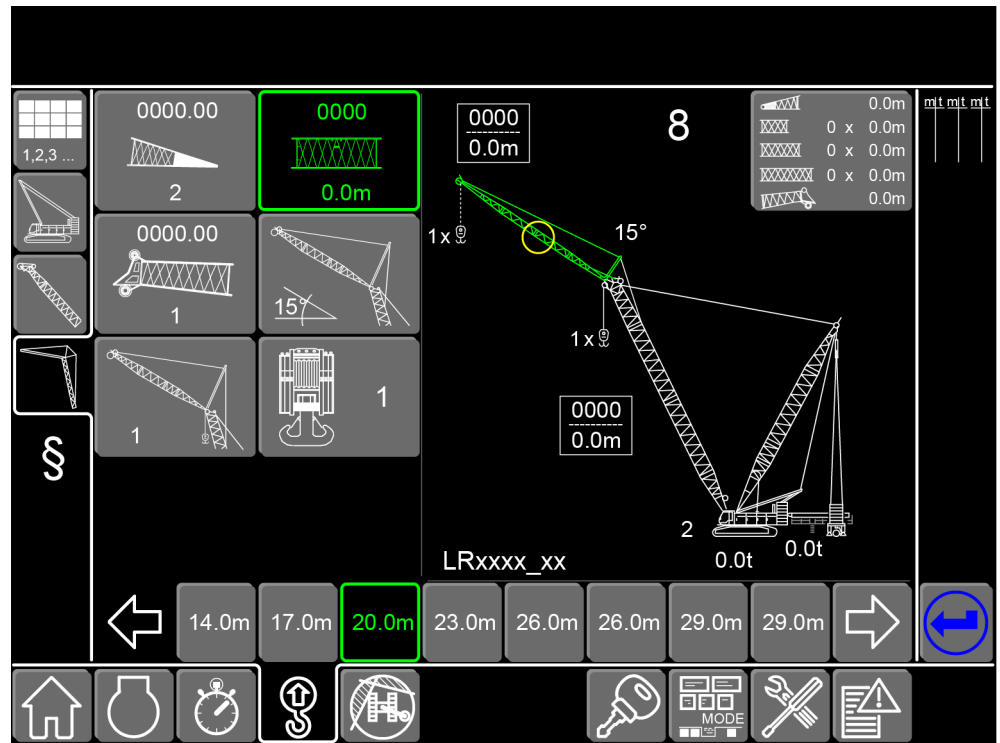 1,2,3 ...
§
0000.00
2
0000
0.0m
0000.00
1
15°
1
1
0000
0.0m
8
0.0m
0 x 0.0m
0 x 0.0m
0 x 0.0m
0.0m
m|t m|t m|t
15°
1 x
1 x
0000
0.0m
2
0.0t
0.0t
LRxxxx_xx
14.0m
17.0m
20.0m
23.0m
26.0m
26.0m
29.0m
29.0m
MODE